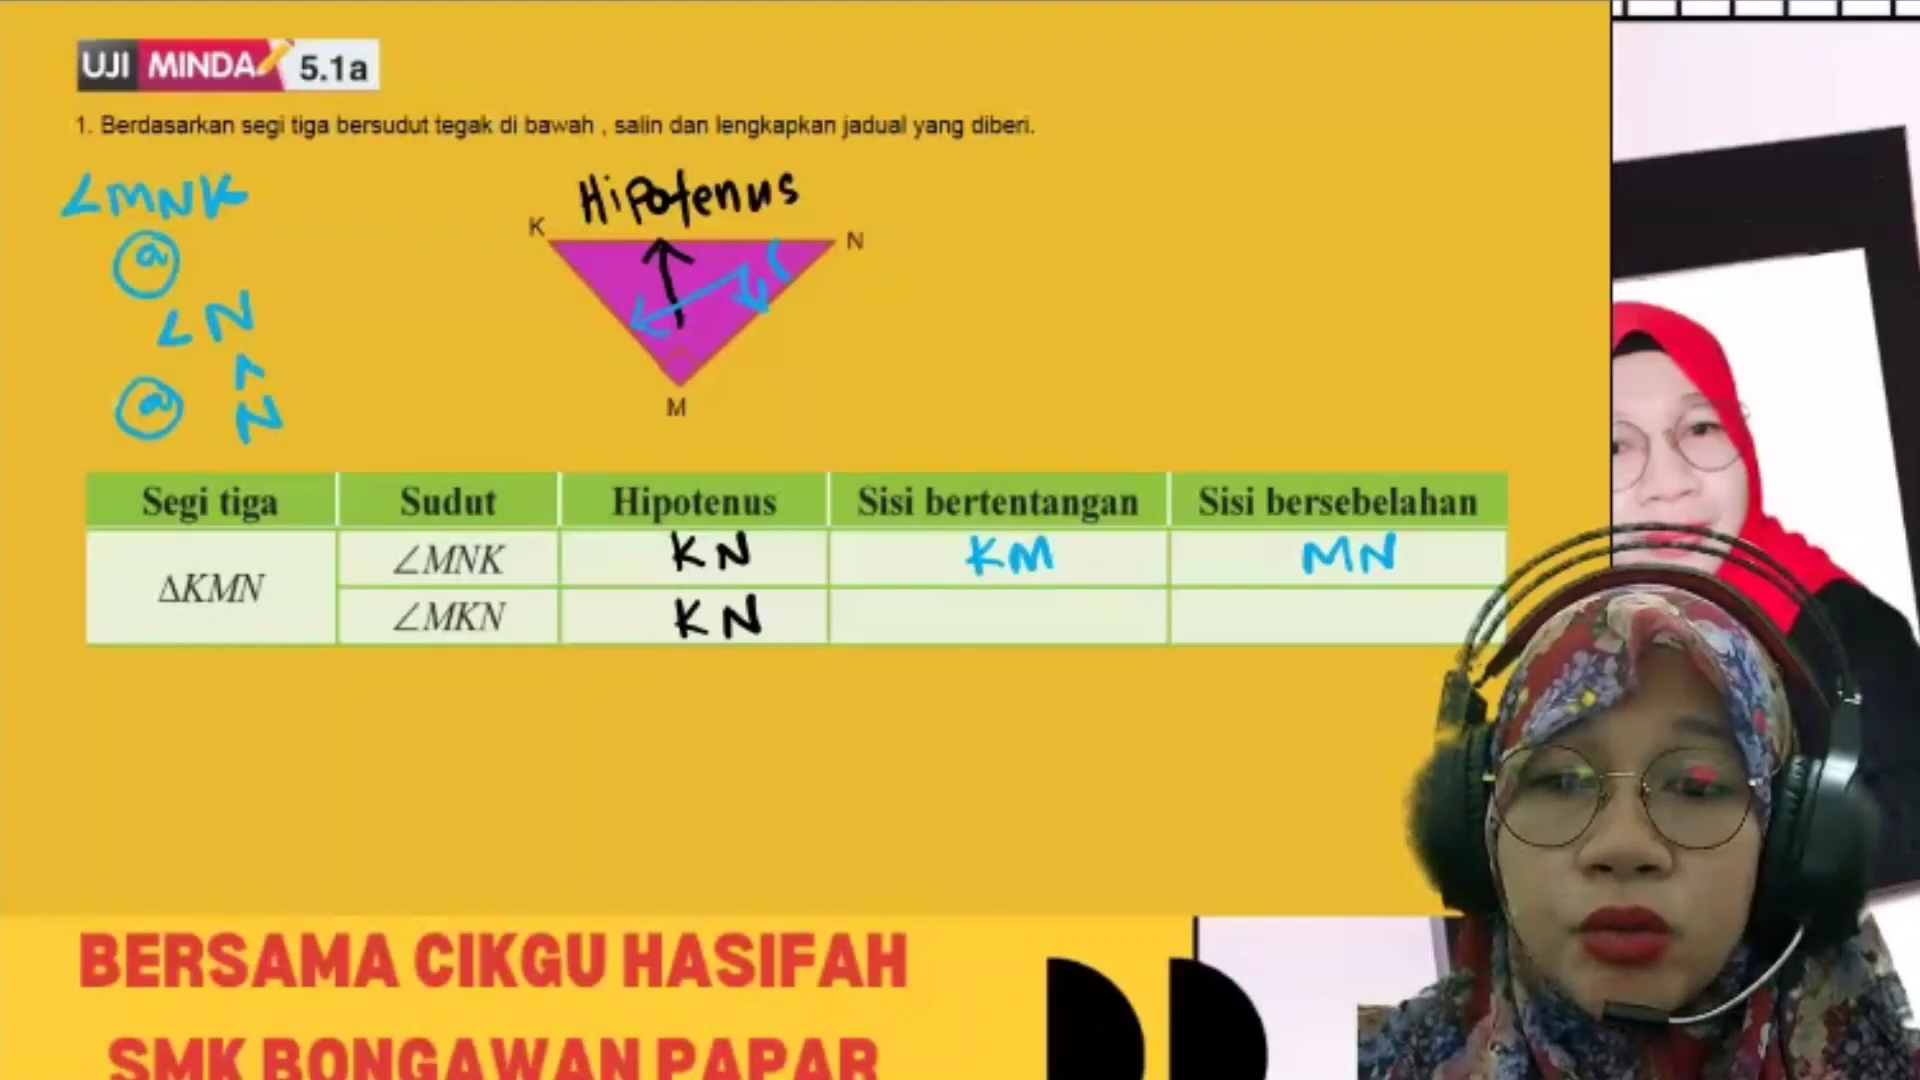 UJI MINDA 5.1a
1. Berdasarkan segi tiga bersudut tegak di bawah , salin dan lengkapkan jadual yang diberi.
∠MNK
@
∠N
@ N̂
Hipotenus
K N
M
Segi tiga Sudut Hipotenus Sisi bertentangan Sisi bersebelahan
ΔKMN ∠MNK KN KM MN
∠MKN KN
BERSAMA CIKGU HASIFAH
SMK BONGAWAN PAPAR